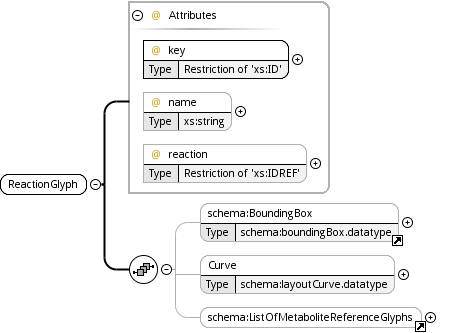 @ Attributes
@ key
Type Restriction of 'xs:ID'
@ name
Type xs:string
@ reaction
Type Restriction of 'xs:IDREF'
ReactionGlyph
schema:BoundingBox
Type schema:boundingBox.datatype
Curve
Type schema:layoutCurve.datatype
schema:ListOfMetaboliteReferenceGlyphs